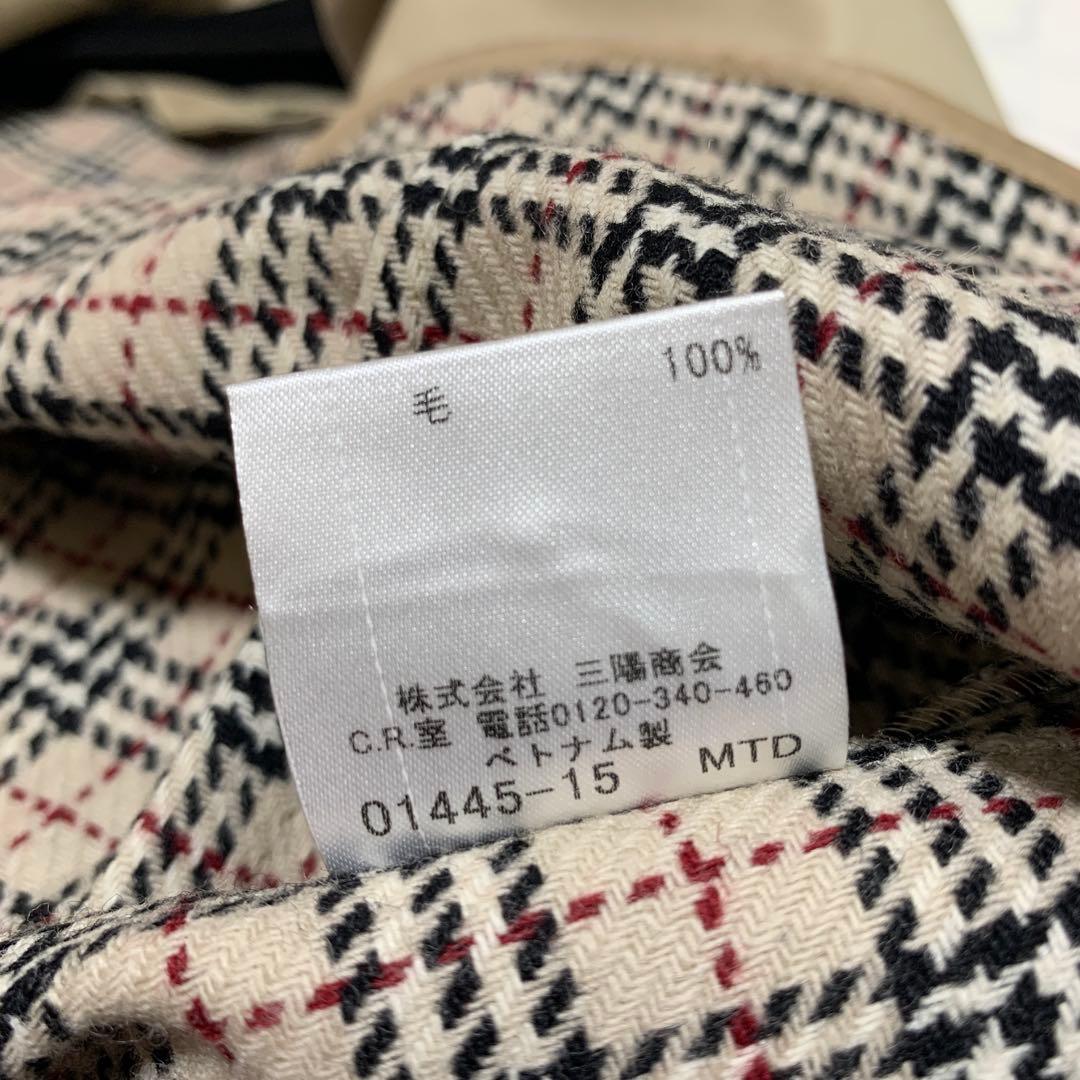 毛 100%
株式会社 三陽商会
C.R.室 電話0120-340-460
ベトナム製
01445-15 MTD